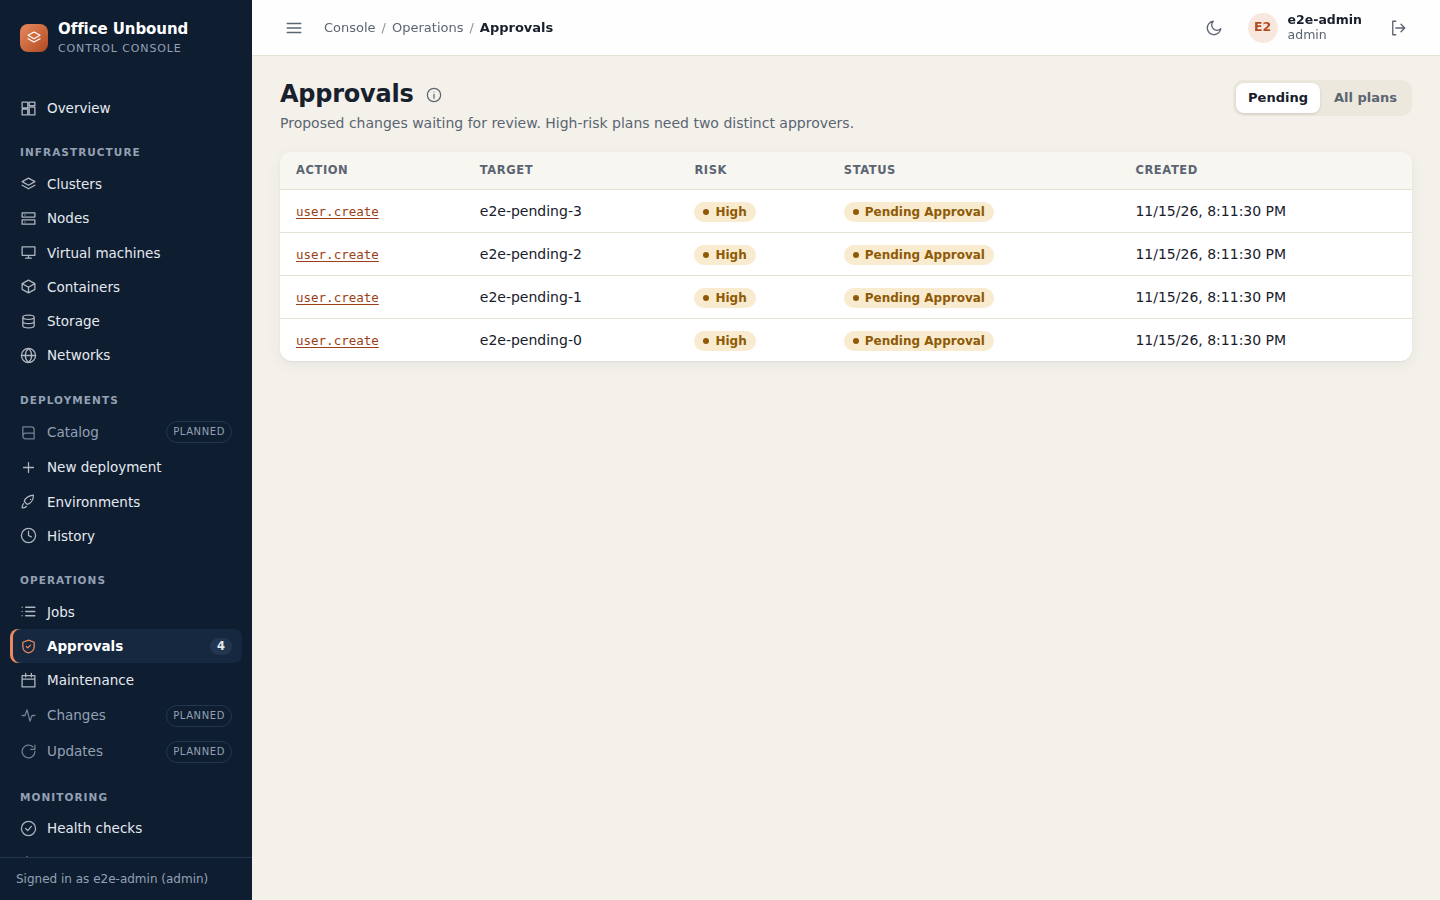 Office Unbound
CONTROL CONSOLE
Overview
INFRASTRUCTURE
Clusters
Nodes
Virtual machines
Containers
Storage
Networks
DEPLOYMENTS
Catalog PLANNED
New deployment
Environments
History
OPERATIONS
Jobs
Approvals 4
Maintenance
Changes PLANNED
Updates PLANNED
MONITORING
Health checks
Signed in as e2e-admin (admin)
Console / Operations / Approvals
E2 e2e-admin
admin
Approvals
Proposed changes waiting for review. High-risk plans need two distinct approvers.
Pending All plans
ACTION TARGET RISK STATUS CREATED
user.create e2e-pending-3 High Pending Approval 11/15/26, 8:11:30 PM
user.create e2e-pending-2 High Pending Approval 11/15/26, 8:11:30 PM
user.create e2e-pending-1 High Pending Approval 11/15/26, 8:11:30 PM
user.create e2e-pending-0 High Pending Approval 11/15/26, 8:11:30 PM